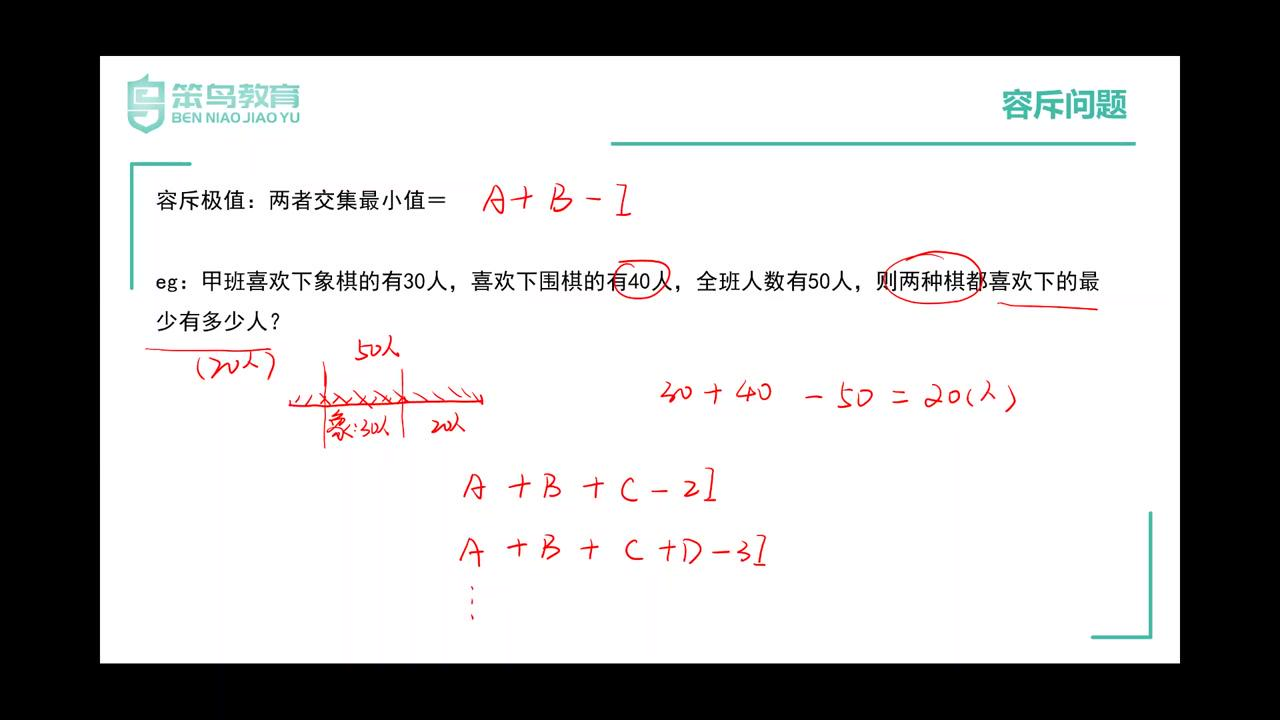 笨鸟教育
BEN NIAO JIAO YU
容斥问题
容斥极值：两者交集最小值＝ A+B-I
eg：甲班喜欢下象棋的有30人，喜欢下围棋的有40人，全班人数有50人，则两种棋都喜欢下的最
少有多少人？
(20人)
50人
象:30人 20人
30+40-50=20(人)
A+B+C-2I
A+B+C+D-3I
⋮